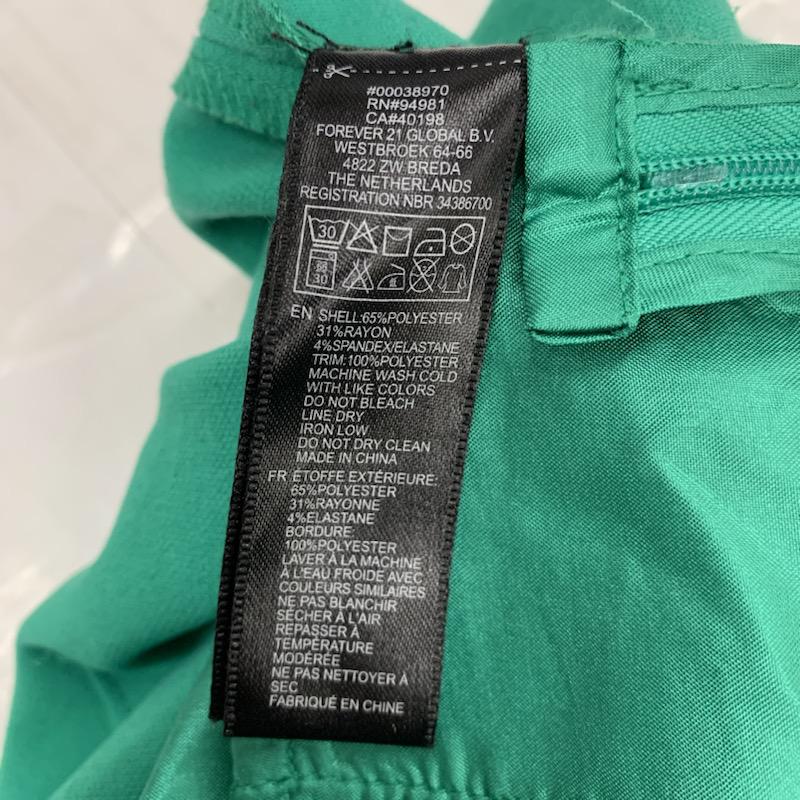 #00038970
RN#94981
CA#40198
FOREVER 21 GLOBAL B.V.
WESTBROEK 64-66
4822 ZW BREDA
THE NETHERLANDS
REGISTRATION NBR 34386700
30
30
EN SHELL:65%POLYESTER
31%RAYON
4%SPANDEX/ELASTANE
TRIM:100%POLYESTER
MACHINE WASH COLD
WITH LIKE COLORS
DO NOT BLEACH
LINE DRY
IRON LOW
DO NOT DRY CLEAN
MADE IN CHINA
FR ÉTOFFE EXTÉRIEURE:
65%POLYESTER
31%RAYONNE
4%ELASTANE
BORDURE:
100%POLYESTER
LAVER À LA MACHINE
À L'EAU FROIDE AVEC
COULEURS SIMILAIRES
NE PAS BLANCHIR
SÉCHER À L'AIR
REPASSER À
TEMPÉRATURE
MODÉRÉE
NE PAS NETTOYER À
SEC
FABRIQUÉ EN CHINE